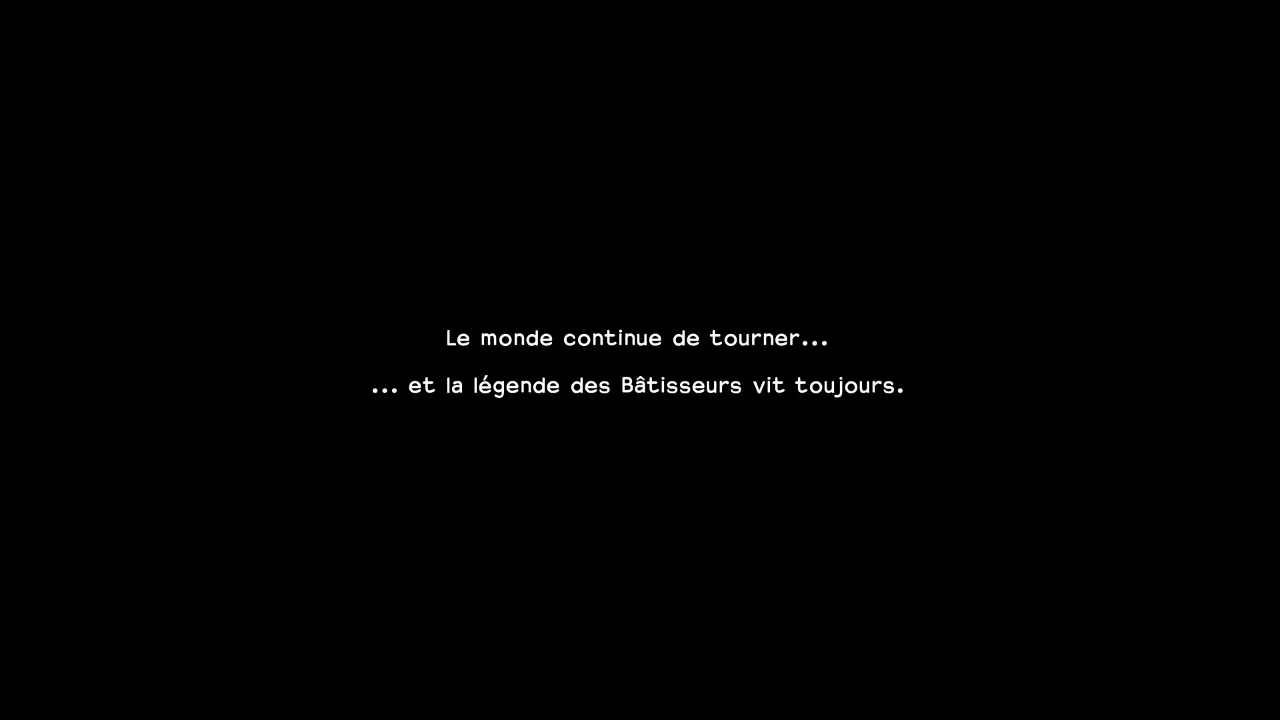 Le monde continue de tourner...
... et la légende des Bâtisseurs vit toujours.